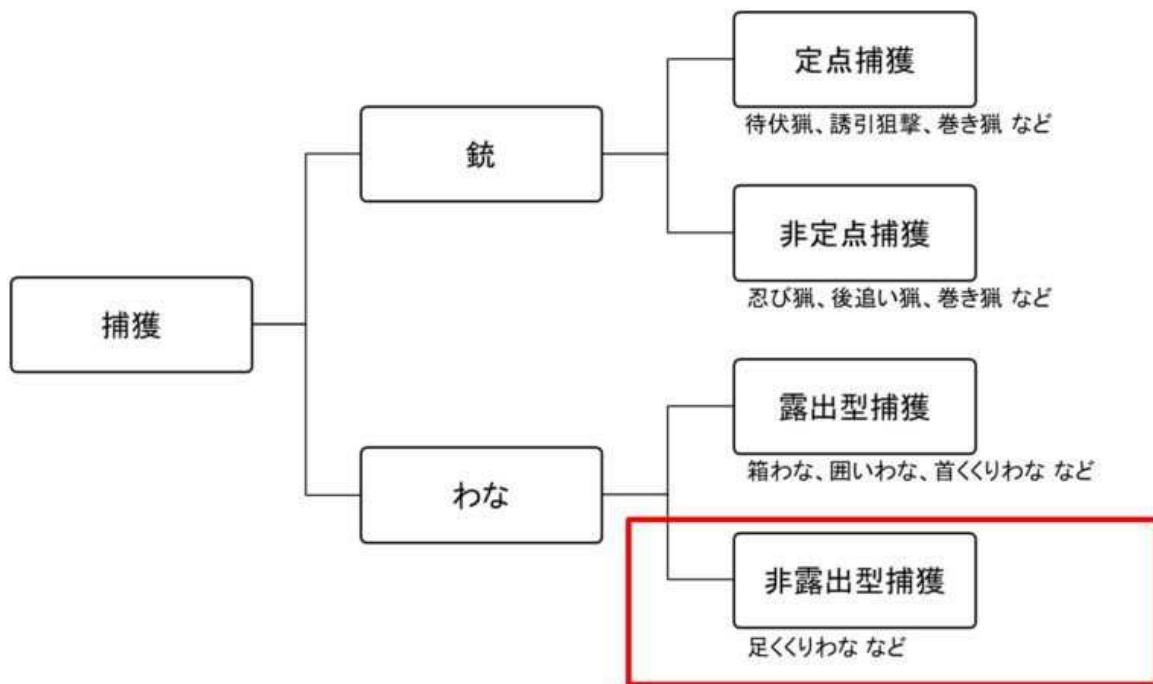 定点捕獲
待伏猟、誘引狙撃、巻き猟 など
銃
非定点捕獲
忍び猟、後追い猟、巻き猟 など
捕獲
露出型捕獲
箱わな、囲いわな、首くくりわな など
わな
非露出型捕獲
足くくりわな など